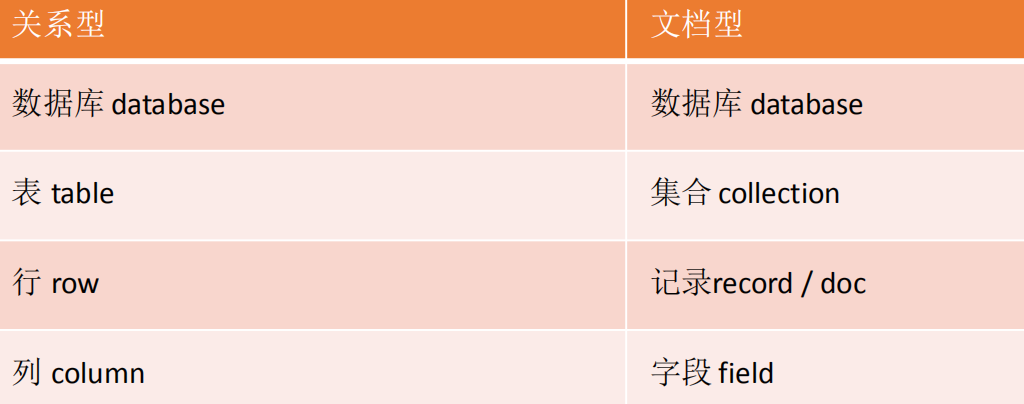 关系型 文档型
数据库 database 数据库 database
表 table 集合 collection
行 row 记录record / doc
列 column 字段 field